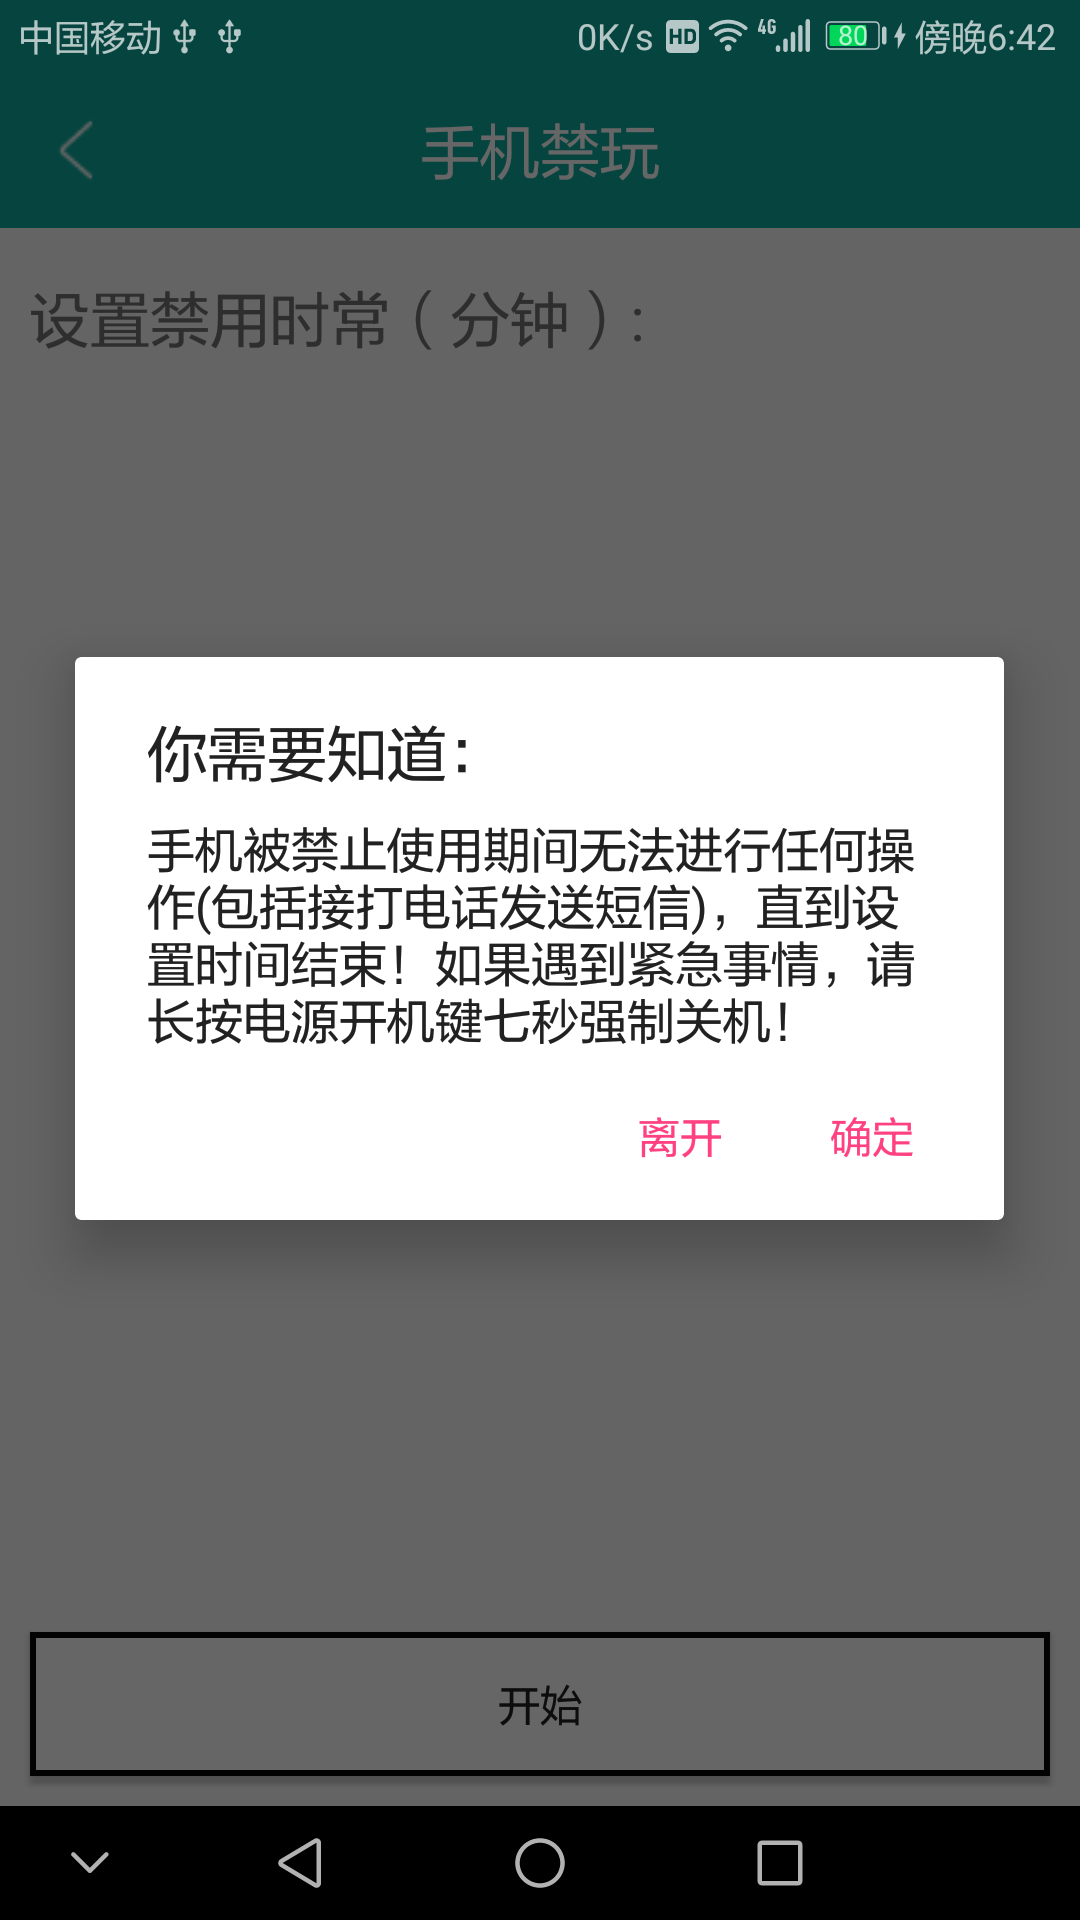 中国移动 0K/s HD 4G 80 傍晚6:42
手机禁玩
设置禁用时常（分钟）:
你需要知道：
手机被禁止使用期间无法进行任何操
作(包括接打电话发送短信)，直到设
置时间结束！如果遇到紧急事情，请
长按电源开机键七秒强制关机！
离开 确定
开始